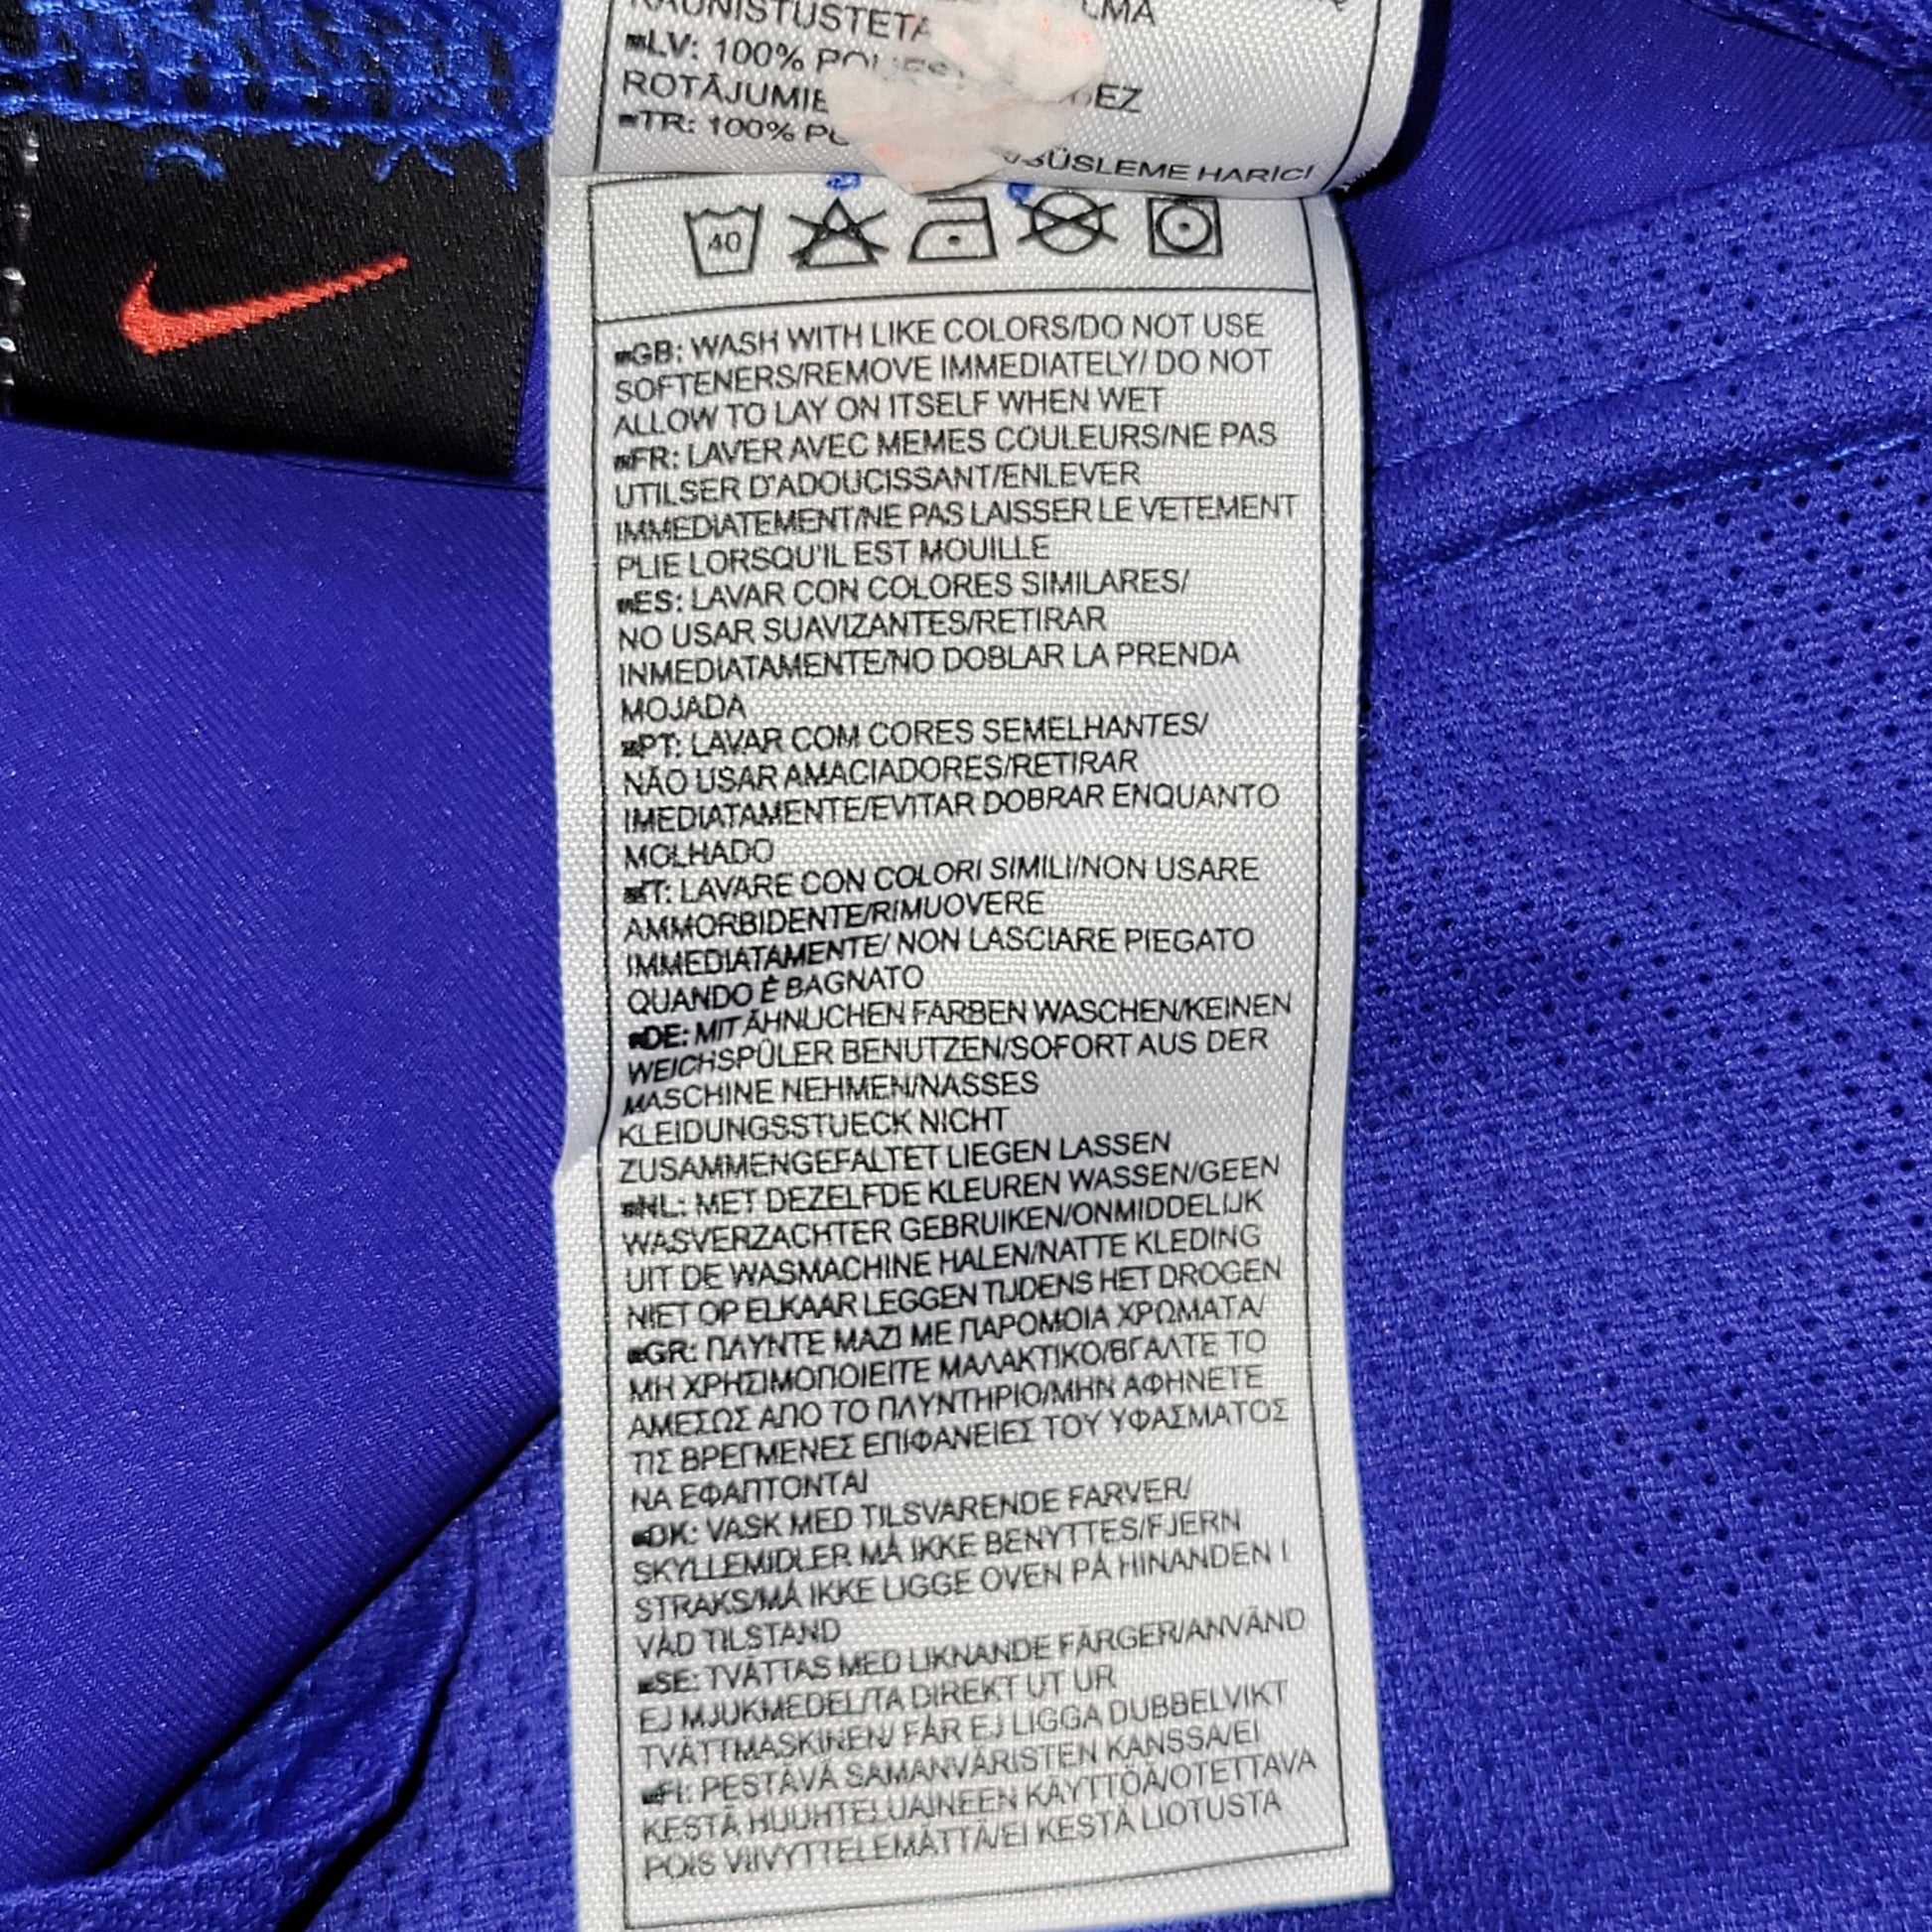 KAUNISTUSTETA
LV: 100%
TR: 100%
SÜSLEME HARİCİ
40
GB: WASH WITH LIKE COLORS/DO NOT USE
SOFTENERS/REMOVE IMMEDIATELY/ DO NOT
ALLOW TO LAY ON ITSELF WHEN WET
FR: LAVER AVEC MEMES COULEURS/NE PAS
UTILSER D'ADOUCISSANT/ENLEVER
IMMEDIATEMENT/NE PAS LAISSER LE VETEMENT
PLIE LORSQU'IL EST MOUILLE
ES: LAVAR CON COLORES SIMILARES/
NO USAR SUAVIZANTES/RETIRAR
INMEDIATAMENTE/NO DOBLAR LA PRENDA
MOJADA
PT: LAVAR COM CORES SEMELHANTES/
NÃO USAR AMACIADORES/RETIRAR
IMEDIATAMENTE/EVITAR DOBRAR ENQUANTO
MOLHADO
IT: LAVARE CON COLORI SIMILI/NON USARE
AMMORBIDENTE/RIMUOVERE
IMMEDIATAMENTE/ NON LASCIARE PIEGATO
QUANDO È BAGNATO
DE: MIT ÄHNLICHEN FARBEN WASCHEN/KEINEN
WEICHSPÜLER BENUTZEN/SOFORT AUS DER
MASCHINE NEHMEN/NASSES
KLEIDUNGSSTUECK NICHT
ZUSAMMENGEFALTET LIEGEN LASSEN
NL: MET DEZELFDE KLEUREN WASSEN/GEEN
WASVERZACHTER GEBRUIKEN/ONMIDDELIJK
UIT DE WASMACHINE HALEN/NATTE KLEDING
NIET OP ELKAAR LEGGEN TIJDENS HET DROGEN
GR: ΠΛΥΝΤΕ ΜΑΖΙ ΜΕ ΠΑΡΟΜΟΙΑ ΧΡΩΜΑΤΑ/
ΜΗ ΧΡΗΣΙΜΟΠΟΙΕΙΤΕ ΜΑΛΑΚΤΙΚΟ/ΒΓΑΛΤΕ ΤΟ
ΑΜΕΣΩΣ ΑΠΟ ΤΟ ΠΛΥΝΤΗΡΙΟ/ΜΗΝ ΑΦΗΝΕΤΕ
ΤΙΣ ΒΡΕΓΜΕΝΕΣ ΕΠΙΦΑΝΕΙΕΣ ΤΟΥ ΥΦΑΣΜΑΤΟΣ
ΝΑ ΕΦΑΠΤΟΝΤΑΙ
DK: VASK MED TILSVARENDE FARVER/
SKYLLEMIDLER MÅ IKKE BENYTTES/FJERN
STRAKS/MÅ IKKE LIGGE OVEN PÅ HINANDEN I
VÅD TILSTAND
SE: TVÄTTAS MED LIKNANDE FÄRGER/ANVÄND
EJ MJUKMEDEL/TA DIREKT UT UR
TVÄTTMASKINEN/ FÅR EJ LIGGA DUBBELVIKT
FI: PESTÄVÄ SAMANVÄRISTEN KANSSA/EI
KESTÄ HUUHTELUAINEEN KÄYTTÖÄ/OTETTAVA
POIS VIIVYTTELEMÄTTÄ/EI KESTÄ LIOTUSTA